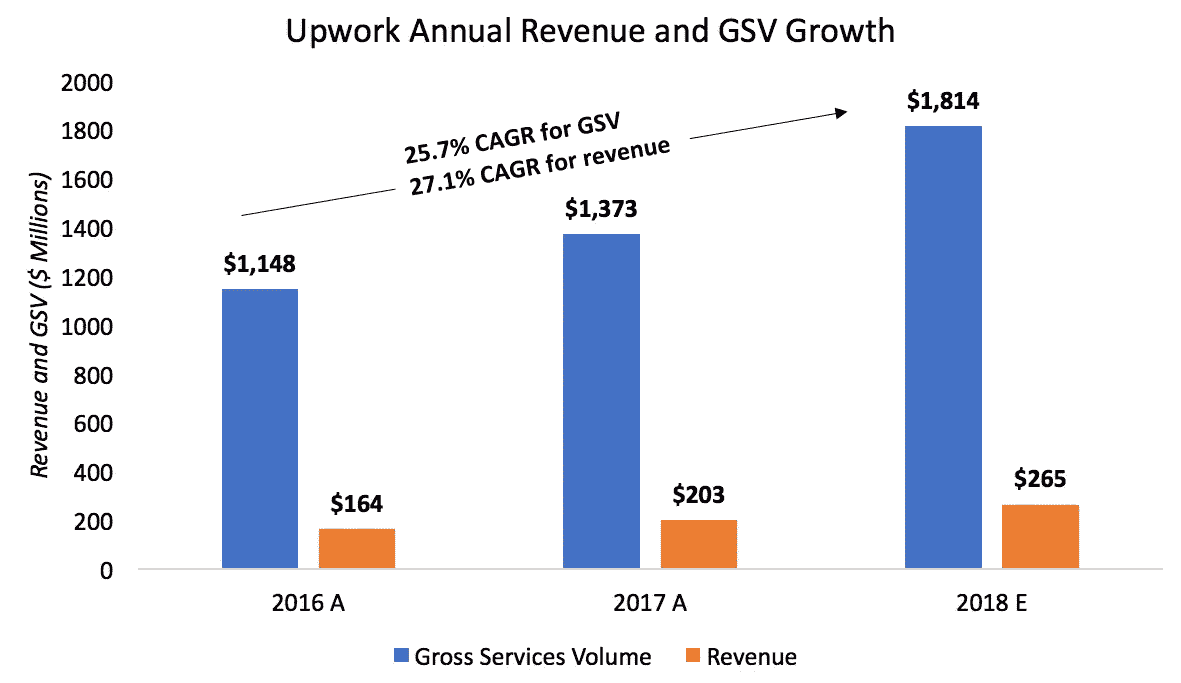 Upwork Annual Revenue and GSV Growth
Revenue and GSV ($ Millions)
2000
1800
1600
1400
1200
1000
800
600
400
200
0
25.7% CAGR for GSV
27.1% CAGR for revenue
$1,148
$164
$1,373
$203
$1,814
$265
2016 A
2017 A
2018 E
Gross Services Volume
Revenue